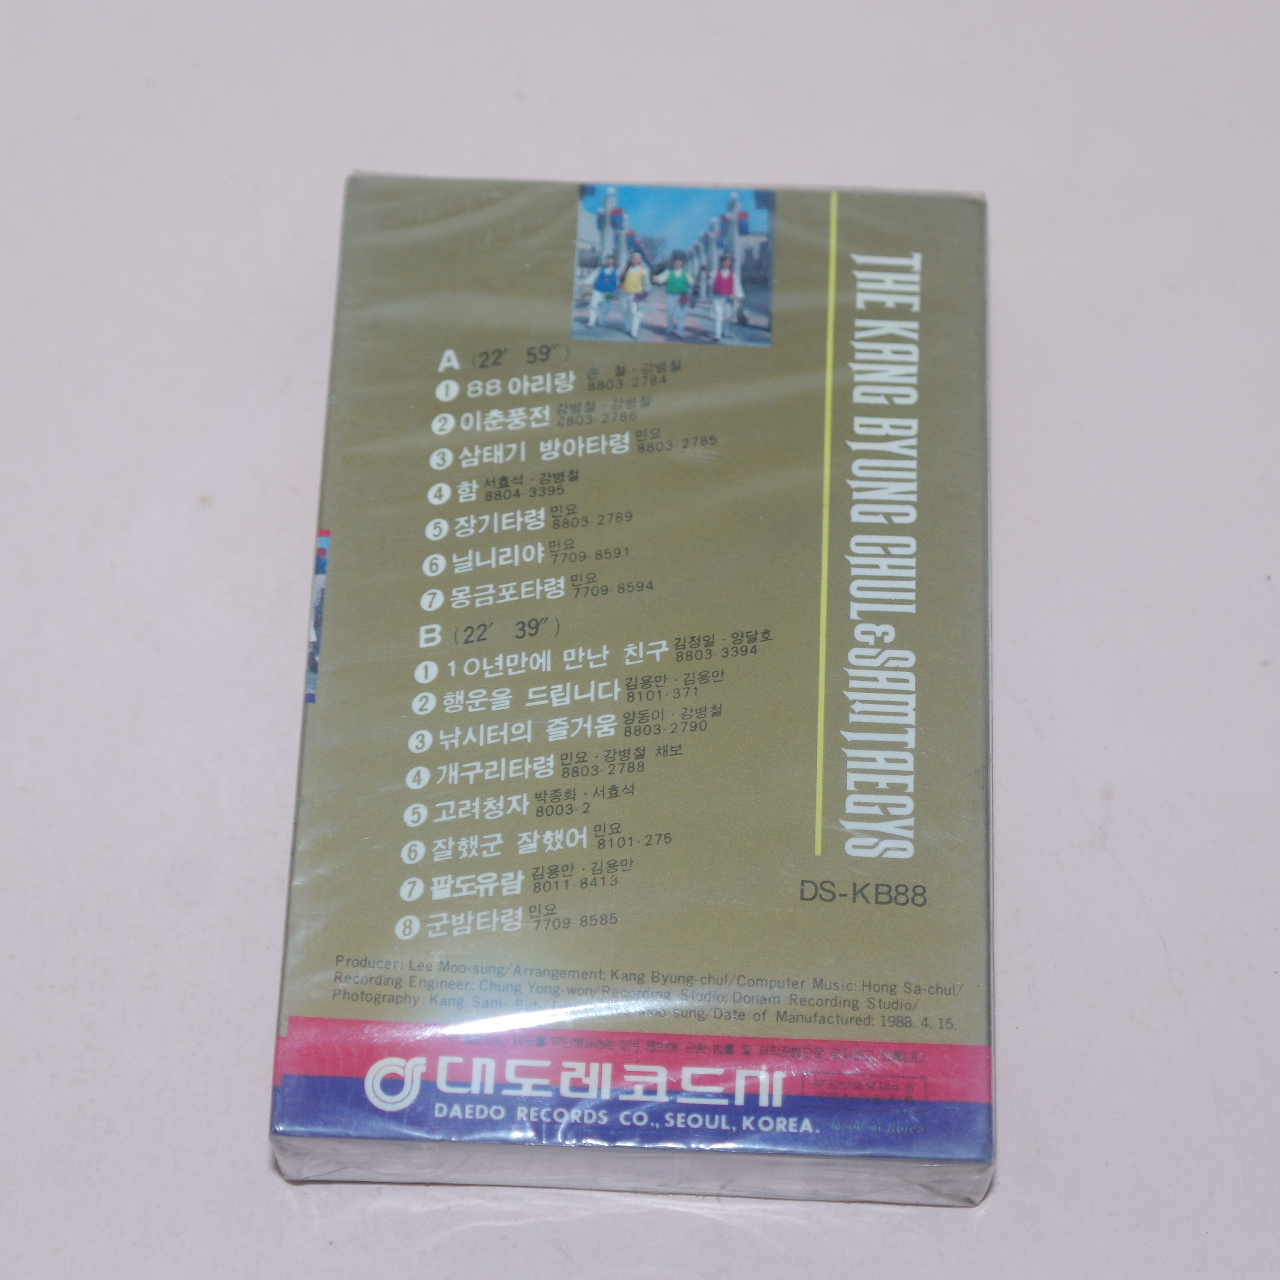 THE KANG BYUNG CHUL & SAMTAEGYS
A (22′ 59″)
❶ 88 아리랑 손 철·강병철 8803-2784
❷ 이춘풍전 강병철·강병철 8803-2786
❸ 삼태기 방아타령 민요 8803-2785
❹ 함 서효석·강병철 8804-3395
❺ 장기타령 민요 8803-2789
❻ 닐니리야 민요 7709-8591
❼ 몽금포타령 민요 7709-8594
B (22′ 39″)
❶ 10년만에 만난 친구 김정일·양달호 8803-3394
❷ 행운을 드립니다 김용만·김용만 8101-371
❸ 낚시터의 즐거움 양동이·강병철 8803-2790
❹ 개구리타령 민요·강병철 채보 8803-2788
❺ 고려청자 박종화·서효석 8003-2
❻ 잘했군 잘했어 민요 8101-275
❼ 팔도유람 김용만·김용만 8011-8413
❽ 군밤타령 민요 7709-8585
DS-KB88
Producer: Lee Moo-sung/Arrangement: Kang Byung-chul/Computer Music: Hong Sa-chul/
Recording Engineer: Chung Yong-won/Recording Studio: Donam Recording Studio/
Photography: Kang Sam- Moo-sung/Date of Manufactured: 1988. 4. 15.
대도레코드사
DAEDO RECORDS CO., SEOUL, KOREA.
Made in Korea